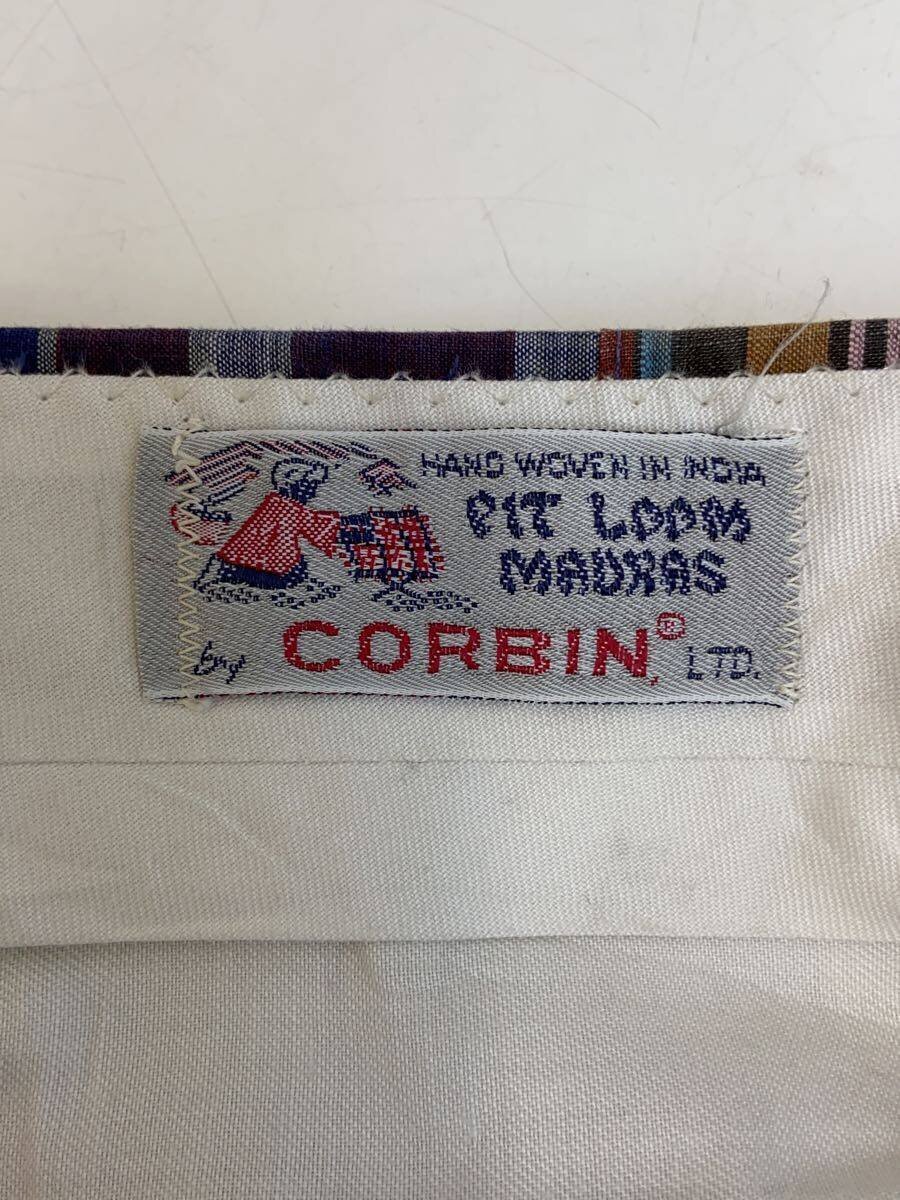 HAND WOVEN IN INDIA
PIT LOOM
MADRAS
by CORBIN,® LTD.